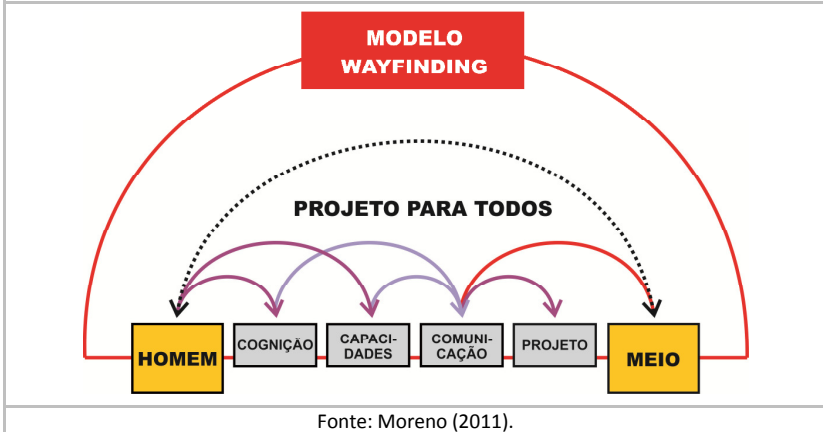 MODELO
WAYFINDING
PROJETO PARA TODOS
HOMEM
COGNIÇÃO
CAPACI-
DADES
COMUNI-
CAÇÃO
PROJETO
MEIO
Fonte: Moreno (2011).